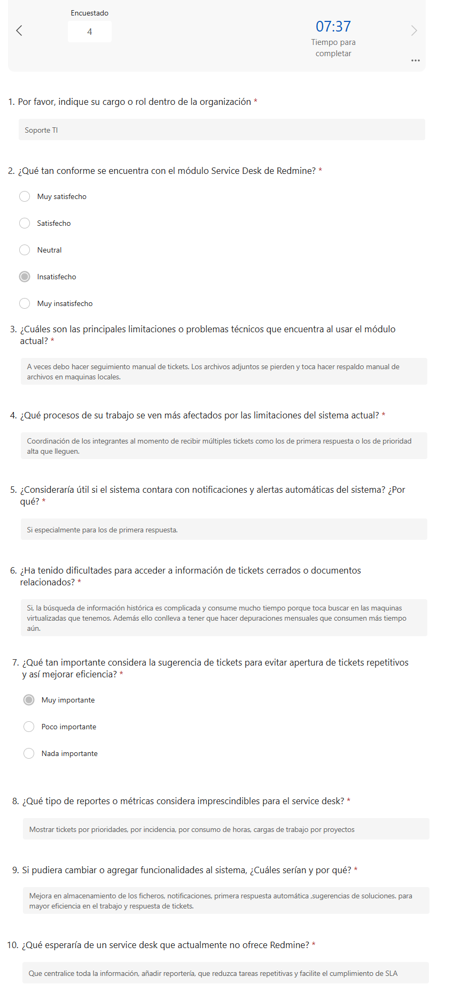 Encuestado
4
07:37
Tiempo para
completar
1. Por favor, indique su cargo o rol dentro de la organización *
Soporte TI
2. ¿Qué tan conforme se encuentra con el módulo Service Desk de Redmine? *
Muy satisfecho
Satisfecho
Neutral
Insatisfecho
Muy insatisfecho
3. ¿Cuáles son las principales limitaciones o problemas técnicos que encuentra al usar el módulo
actual? *
A veces debo hacer seguimiento manual de tickets. Los archivos adjuntos se pierden y toca hacer respaldo manual de
archivos en maquinas locales.
4. ¿Qué procesos de su trabajo se ven más afectados por las limitaciones del sistema actual? *
Coordinación de los integrantes al momento de recibir múltiples tickets como los de primera respuesta o los de prioridad
alta que lleguen.
5. ¿Consideraría útil si el sistema contara con notificaciones y alertas automáticas del sistema? ¿Por
qué? *
Si especialmente para los de primera respuesta.
6. ¿Ha tenido dificultades para acceder a información de tickets cerrados o documentos
relacionados? *
Si, la búsqueda de información histórica es complicada y consume mucho tiempo porque toca buscar en las maquinas
virtualizadas que tenemos. Además ello conlleva a tener que hacer depuraciones mensuales que consumen más tiempo
aún.
7. ¿Qué tan importante considera la sugerencia de tickets para evitar apertura de tickets repetitivos
y así mejorar eficiencia? *
Muy importante
Poco importante
Nada importante
8. ¿Qué tipo de reportes o métricas considera imprescindibles para el service desk? *
Mostrar tickets por prioridades, por incidencia, por consumo de horas, cargas de trabajo por proyectos
9. Si pudiera cambiar o agregar funcionalidades al sistema, ¿Cuáles serían y por qué? *
Mejora en almacenamiento de los ficheros, notificaciones, primera respuesta automática ,sugerencias de soluciones. para
mayor eficiencia en el trabajo y respuesta de tickets.
10. ¿Qué esperaría de un service desk que actualmente no ofrece Redmine? *
Que centralice toda la información, añadir reportería, que reduzca tareas repetitivas y facilite el cumplimiento de SLA